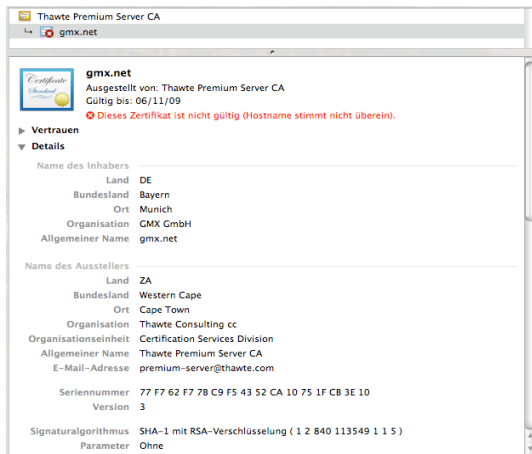 Thawte Premium Server CA
gmx.net
Certificate
Standard
gmx.net
Ausgestellt von: Thawte Premium Server CA
Gültig bis: 06/11/09
Dieses Zertifikat ist nicht gültig (Hostname stimmt nicht überein).
Vertrauen
Details
Name des Inhabers
Land DE
Bundesland Bayern
Ort Munich
Organisation GMX GmbH
Allgemeiner Name gmx.net
Name des Ausstellers
Land ZA
Bundesland Western Cape
Ort Cape Town
Organisation Thawte Consulting cc
Organisationseinheit Certification Services Division
Allgemeiner Name Thawte Premium Server CA
E-Mail-Adresse premium-server@thawte.com
Seriennummer 77 F7 62 F7 7B C9 F5 43 52 CA 10 75 1F CB 3E 10
Version 3
Signaturalgorithmus SHA-1 mit RSA-Verschlüsselung ( 1 2 840 113549 1 1 5 )
Parameter Ohne